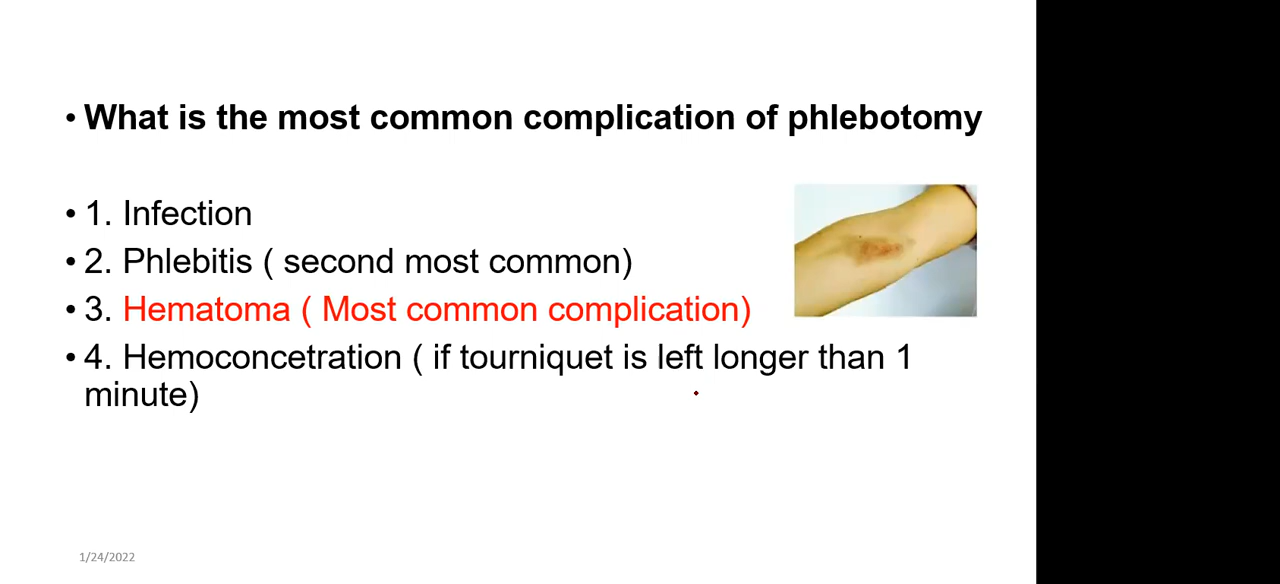 • What is the most common complication of phlebotomy
• 1. Infection
• 2. Phlebitis ( second most common)
• 3. Hematoma ( Most common complication)
• 4. Hemoconcetration ( if tourniquet is left longer than 1
minute)
1/24/2022